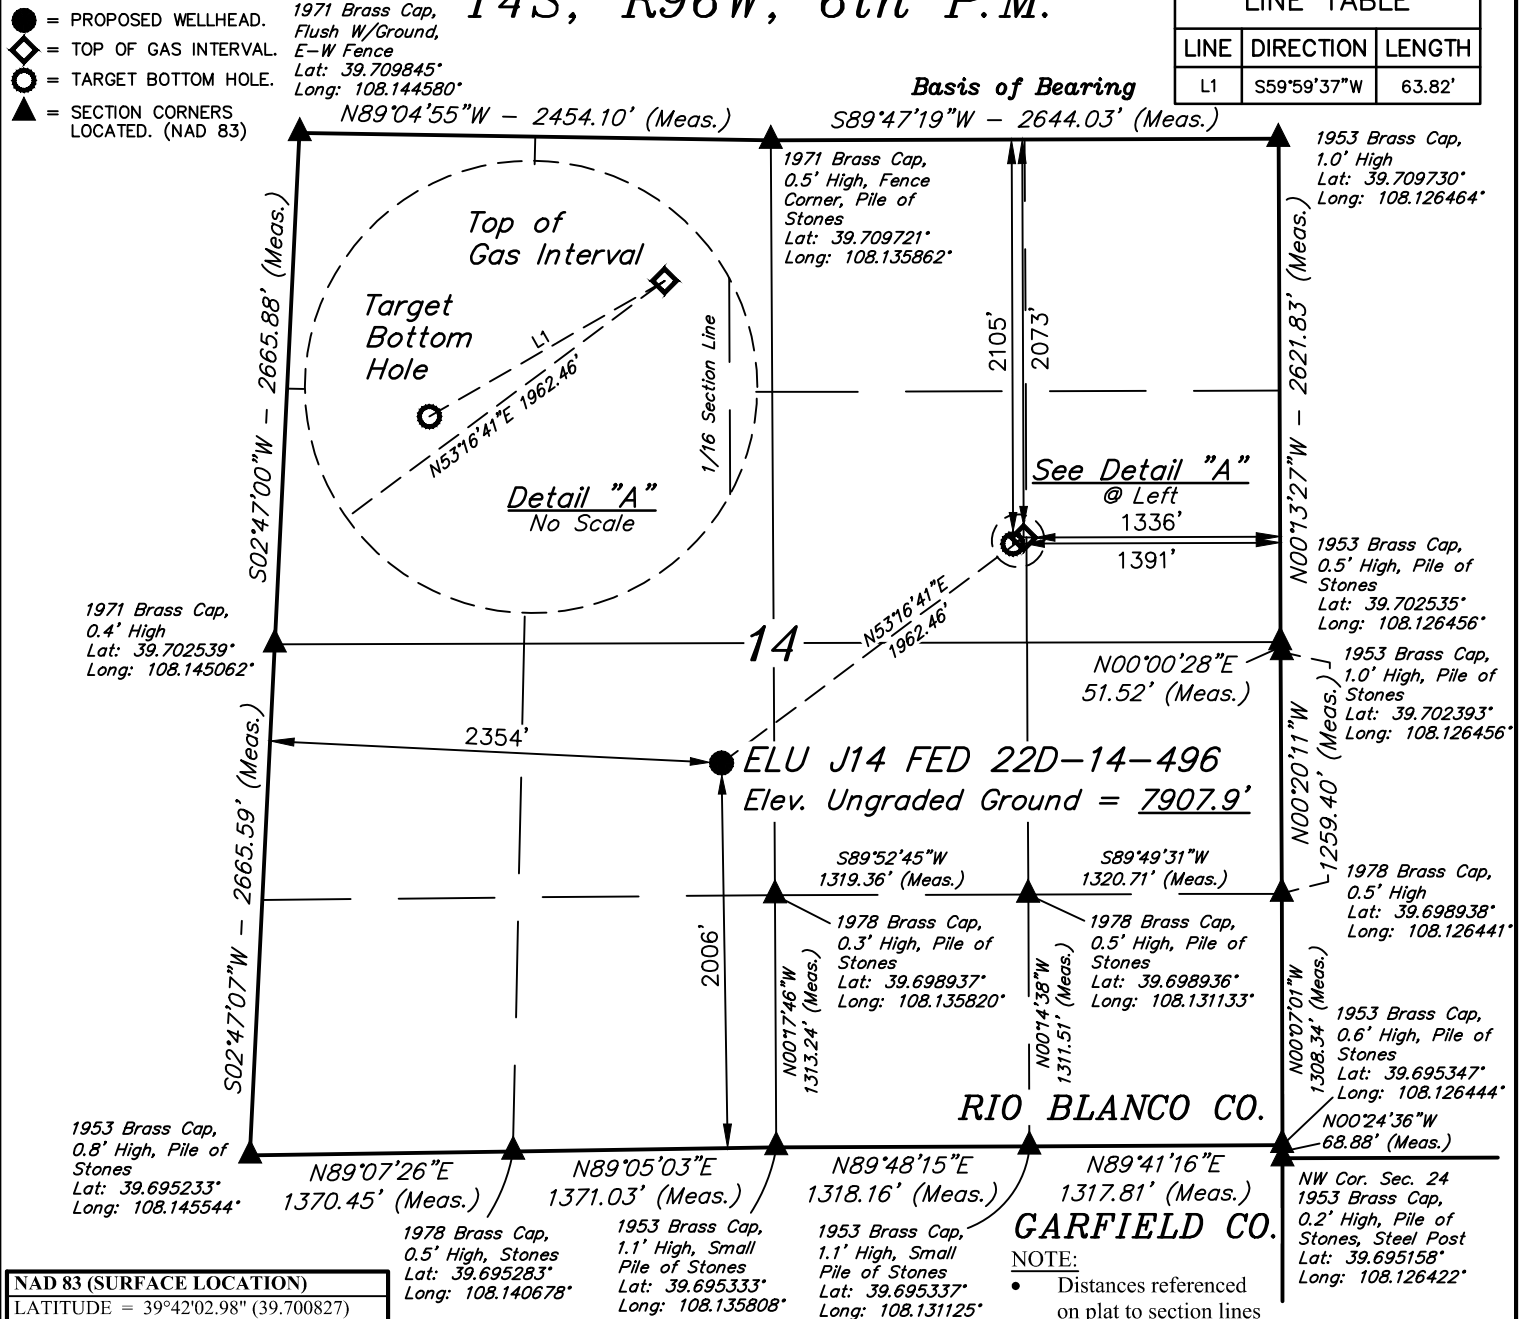 T4S, R96W, 6th P.M.
= PROPOSED WELLHEAD.
= TOP OF GAS INTERVAL.
= TARGET BOTTOM HOLE.
= SECTION CORNERS
LOCATED. (NAD 83)
1971 Brass Cap,
Flush W/Ground,
E-W Fence
Lat: 39.709845°
Long: 108.144580°
LINE TABLE
LINE DIRECTION LENGTH
L1 S59°59'37"W 63.82'
Basis of Bearing
N89°04'55"W - 2454.10' (Meas.)
S89°47'19"W - 2644.03' (Meas.)
1953 Brass Cap,
1.0' High
Lat: 39.709730°
Long: 108.126464°
1971 Brass Cap,
0.5' High, Fence
Corner, Pile of
Stones
Lat: 39.709721°
Long: 108.135862°
S02°47'00"W - 2665.88' (Meas.)
Top of
Gas Interval
Target
Bottom
Hole
L1
N53°16'41"E 1962.46'
1/16 Section Line
Detail "A"
No Scale
2105'
2073'
N00°13'27"W - 2621.83' (Meas.)
See Detail "A"
@ Left
1336'
1391'
1953 Brass Cap,
0.5' High, Pile of
Stones
Lat: 39.702535°
Long: 108.126456°
1971 Brass Cap,
0.4' High
Lat: 39.702539°
Long: 108.145062°
14
N53°16'41"E
1962.46'
N00°00'28"E
51.52' (Meas.)
1953 Brass Cap,
1.0' High, Pile of
Stones
Lat: 39.702393°
Long: 108.126456°
2354'
ELU J14 FED 22D-14-496
Elev. Ungraded Ground = 7907.9'
N00°20'11"W
1259.40' (Meas.)
S02°47'07"W - 2665.59' (Meas.)
S89°52'45"W
1319.36' (Meas.)
S89°49'31"W
1320.71' (Meas.)
1978 Brass Cap,
0.5' High
Lat: 39.698938°
Long: 108.126441°
2006'
1978 Brass Cap,
0.3' High, Pile of
Stones
Lat: 39.698937°
Long: 108.135820°
1978 Brass Cap,
0.5' High, Pile of
Stones
Lat: 39.698936°
Long: 108.131133°
N00°17'46"W
1313.24' (Meas.)
N00°14'38"W
1311.51' (Meas.)
N00°07'01"W
1308.34' (Meas.)
1953 Brass Cap,
0.6' High, Pile of
Stones
Lat: 39.695347°
Long: 108.126444°
RIO BLANCO CO.
N00°24'36"W
68.88' (Meas.)
1953 Brass Cap,
0.8' High, Pile of
Stones
Lat: 39.695233°
Long: 108.145544°
N89°07'26"E
1370.45' (Meas.)
N89°05'03"E
1371.03' (Meas.)
N89°48'15"E
1318.16' (Meas.)
N89°41'16"E
1317.81' (Meas.)
NW Cor. Sec. 24
1953 Brass Cap,
0.2' High, Pile of
Stones, Steel Post
Lat: 39.695158°
Long: 108.126422°
1978 Brass Cap,
0.5' High, Stones
Lat: 39.695283°
Long: 108.140678°
1953 Brass Cap,
1.1' High, Small
Pile of Stones
Lat: 39.695333°
Long: 108.135808°
1953 Brass Cap,
1.1' High, Small
Pile of Stones
Lat: 39.695337°
Long: 108.131125°
GARFIELD CO.
NOTE:
• Distances referenced
on plat to section lines
NAD 83 (SURFACE LOCATION)
LATITUDE = 39°42'02.98" (39.700827)